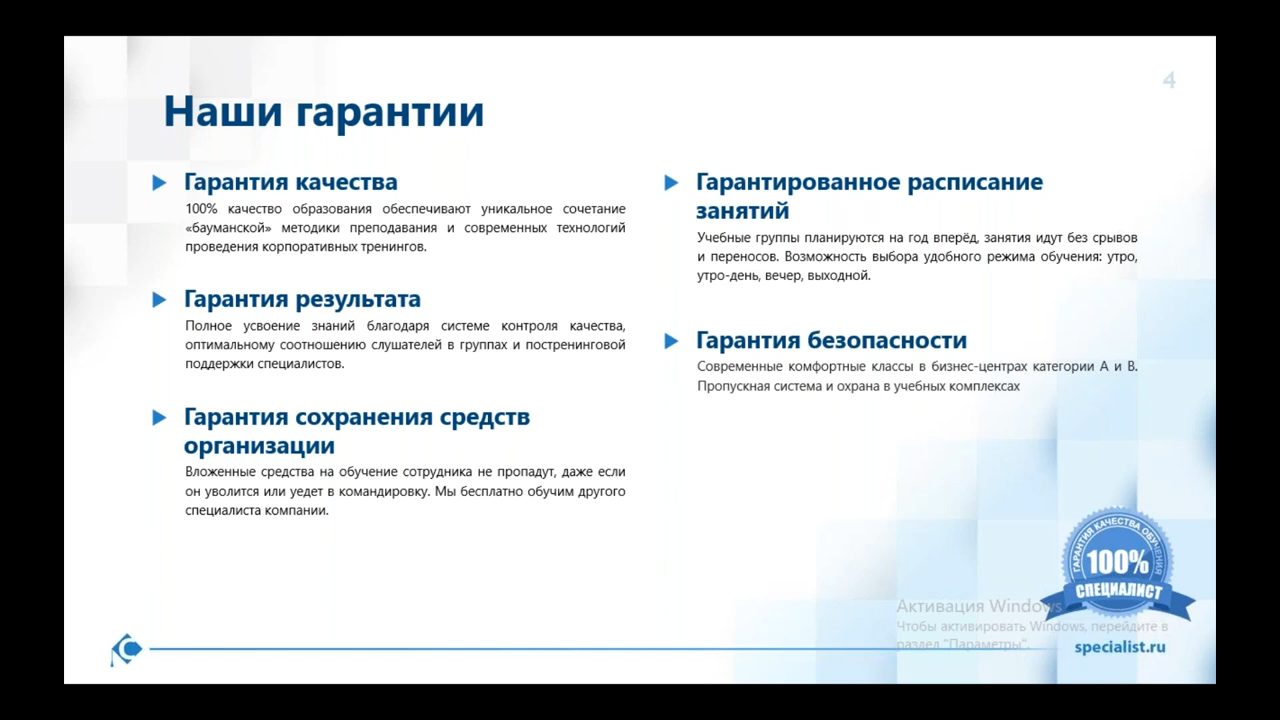 4
Наши гарантии
Гарантия качества
100% качество образования обеспечивают уникальное сочетание
«бауманской» методики преподавания и современных технологий
проведения корпоративных тренингов.
Гарантия результата
Полное усвоение знаний благодаря системе контроля качества,
оптимальному соотношению слушателей в группах и постренинговой
поддержки специалистов.
Гарантия сохранения средств
организации
Вложенные средства на обучение сотрудника не пропадут, даже если
он уволится или уедет в командировку. Мы бесплатно обучим другого
специалиста компании.
Гарантированное расписание
занятий
Учебные группы планируются на год вперёд, занятия идут без срывов
и переносов. Возможность выбора удобного режима обучения: утро,
утро-день, вечер, выходной.
Гарантия безопасности
Современные комфортные классы в бизнес-центрах категории А и В.
Пропускная система и охрана в учебных комплексах
ГАРАНТИЯ КАЧЕСТВА ОБУЧЕНИЯ
100%
СПЕЦИАЛИСТ
Активация Windows
Чтобы активировать Windows, перейдите в
раздел "Параметры".
specialist.ru